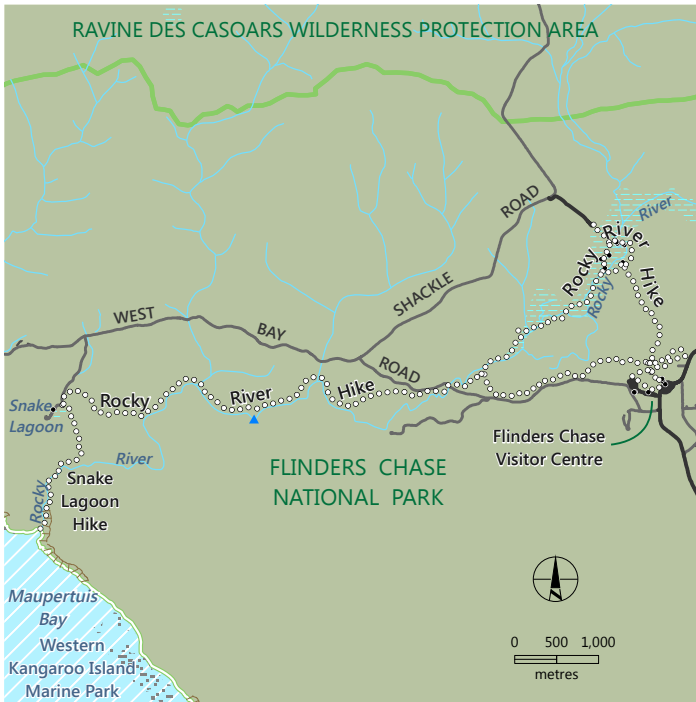 RAVINE DES CASOARS WILDERNESS PROTECTION AREA
ROAD
River
River
Rocky
Rocky
Hike
SHACKLE
WEST
BAY
ROAD
Rocky
River
Hike
Snake
Lagoon
River
Rocky
Snake
Lagoon
Hike
FLINDERS CHASE
NATIONAL PARK
Flinders Chase
Visitor Centre
Maupertuis
Bay
Western
Kangaroo Island
Marine Park
0 500 1,000
metres